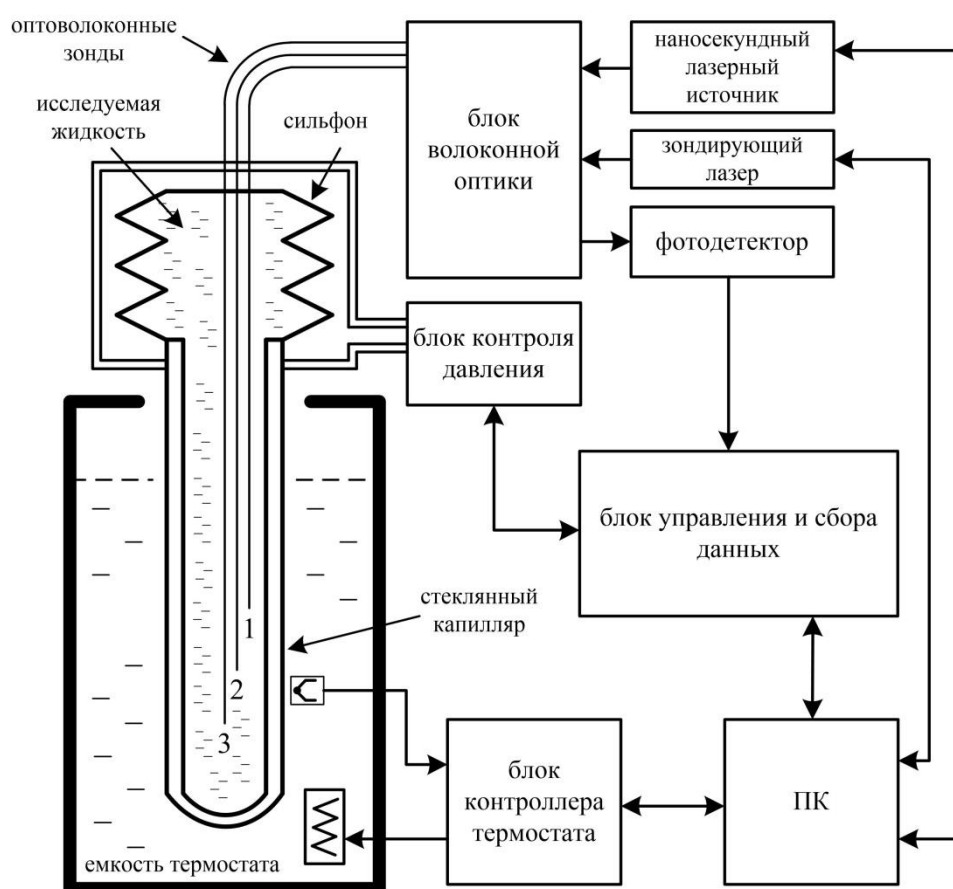 оптоволоконные
зонды
исследуемая
жидкость
сильфон
блок
волоконной
оптики
наносекундный
лазерный
источник
зондирующий
лазер
фотодетектор
блок контроля
давления
блок управления и сбора
данных
стеклянный
капилляр
1
2
3
блок
контроллера
термостата
ПК
емкость термостата